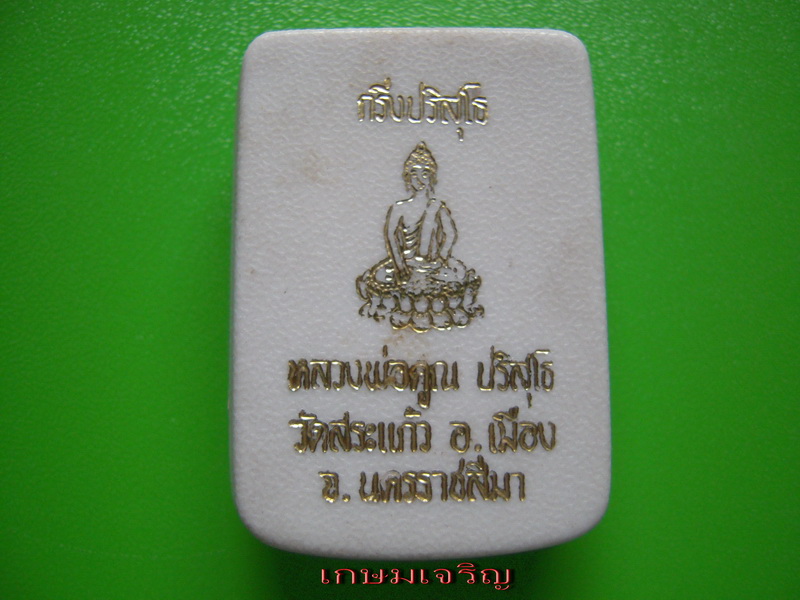 กริ่งปริสุทฺโธ
หลวงพ่อคูณ ปริสุทฺโธ
วัดสระแก้ว อ.เมือง
จ.นครราชสีมา
เกษมเจริญ